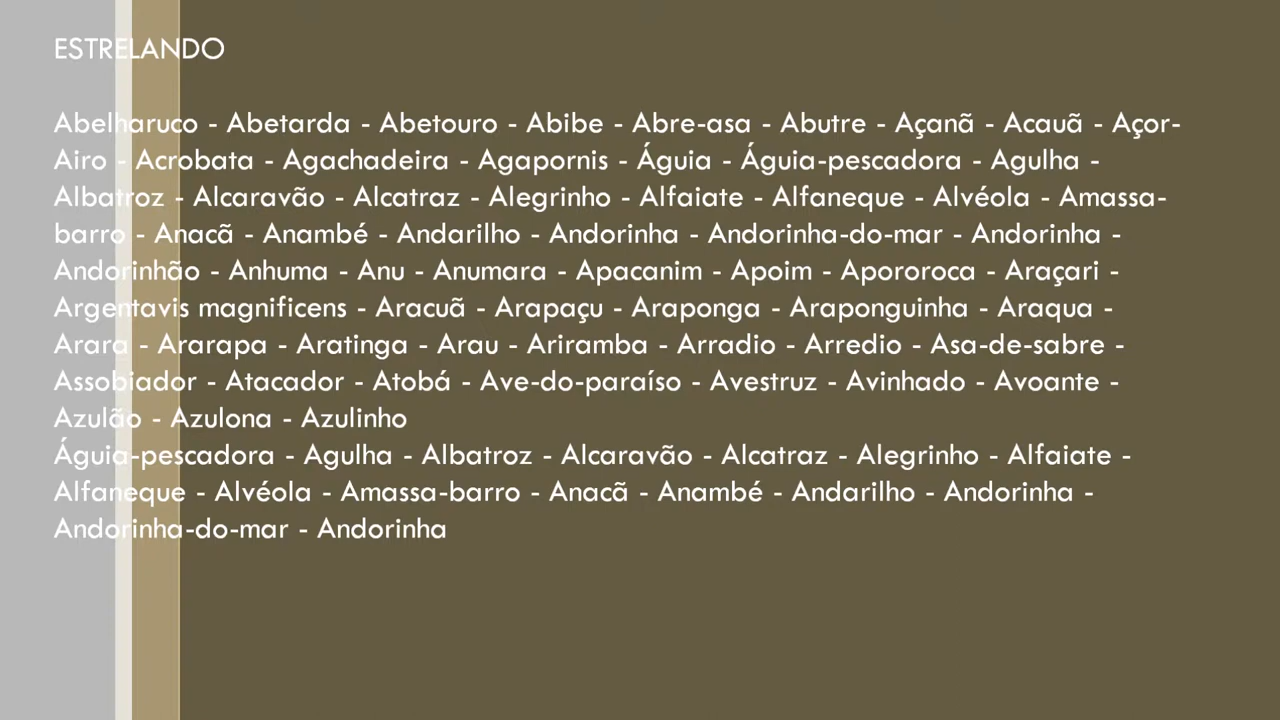 ESTRELANDO
Abelharuco - Abetarda - Abetouro - Abibe - Abre-asa - Abutre - Açanã - Acauã - Açor-
Airo - Acrobata - Agachadeira - Agapornis - Águia - Águia-pescadora - Agulha -
Albatroz - Alcaravão - Alcatraz - Alegrinho - Alfaiate - Alfaneque - Alvéola - Amassa-
barro - Anacã - Anambé - Andarilho - Andorinha - Andorinha-do-mar - Andorinha -
Andorinhão - Anhuma - Anu - Anumara - Apacanim - Apoim - Apororoca - Araçari -
Argentavis magnificens - Aracuã - Arapaçu - Araponga - Araponguinha - Araqua -
Arara - Ararapa - Aratinga - Arau - Ariramba - Arradio - Arredio - Asa-de-sabre -
Assobiador - Atacador - Atobá - Ave-do-paraíso - Avestruz - Avinhado - Avoante -
Azulão - Azulona - Azulinho
Águia-pescadora - Agulha - Albatroz - Alcaravão - Alcatraz - Alegrinho - Alfaiate -
Alfaneque - Alvéola - Amassa-barro - Anacã - Anambé - Andarilho - Andorinha -
Andorinha-do-mar - Andorinha